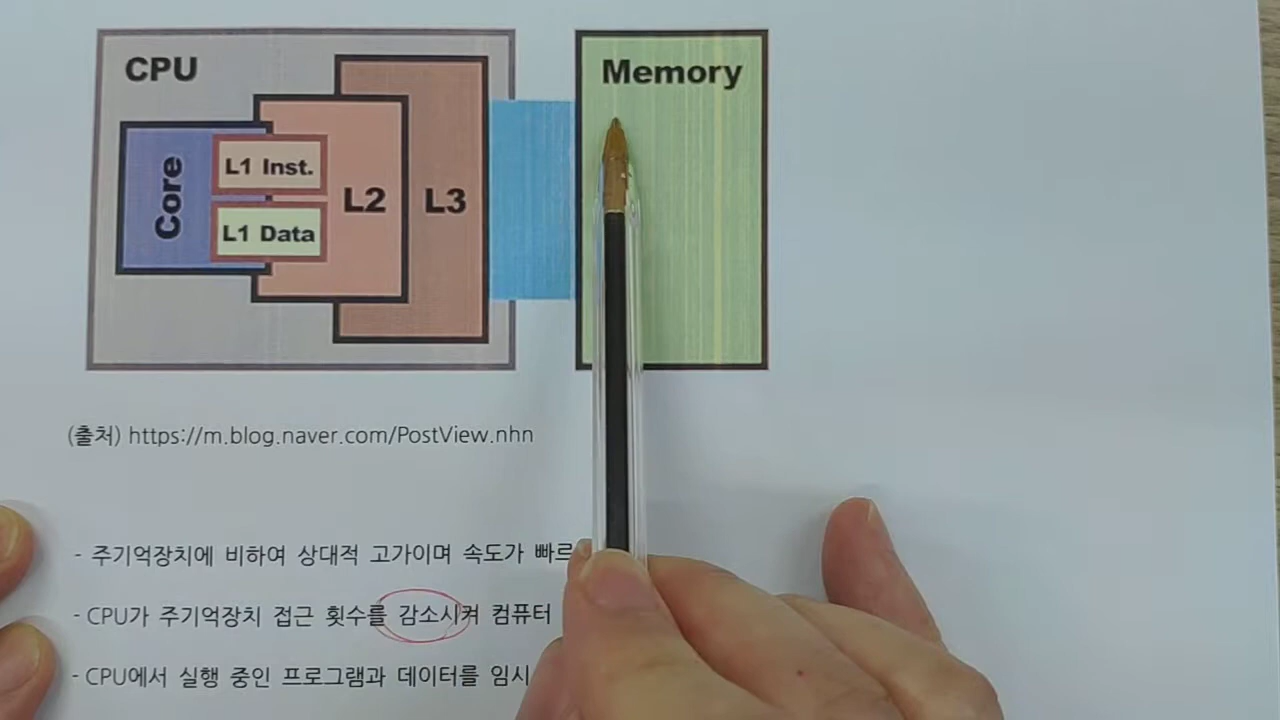 CPU
Memory
Core
L1 Inst.
L1 Data
L2
L3
(출처) https://m.blog.naver.com/PostView.nhn
- 주기억장치에 비하여 상대적 고가이며 속도가
- CPU가 주기억장치 접근 횟수를 감소시켜 컴퓨터
- CPU에서 실행 중인 프로그램과 데이터를 임시